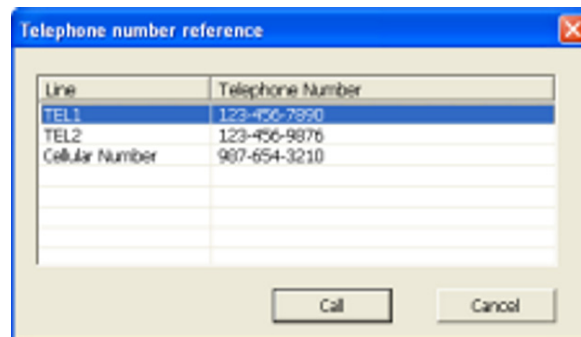 Telephone number reference
Line Telephone Number
TEL1 123-456-7890
TEL2 123-456-9876
Cellular Number 987-654-3210
Call Cancel